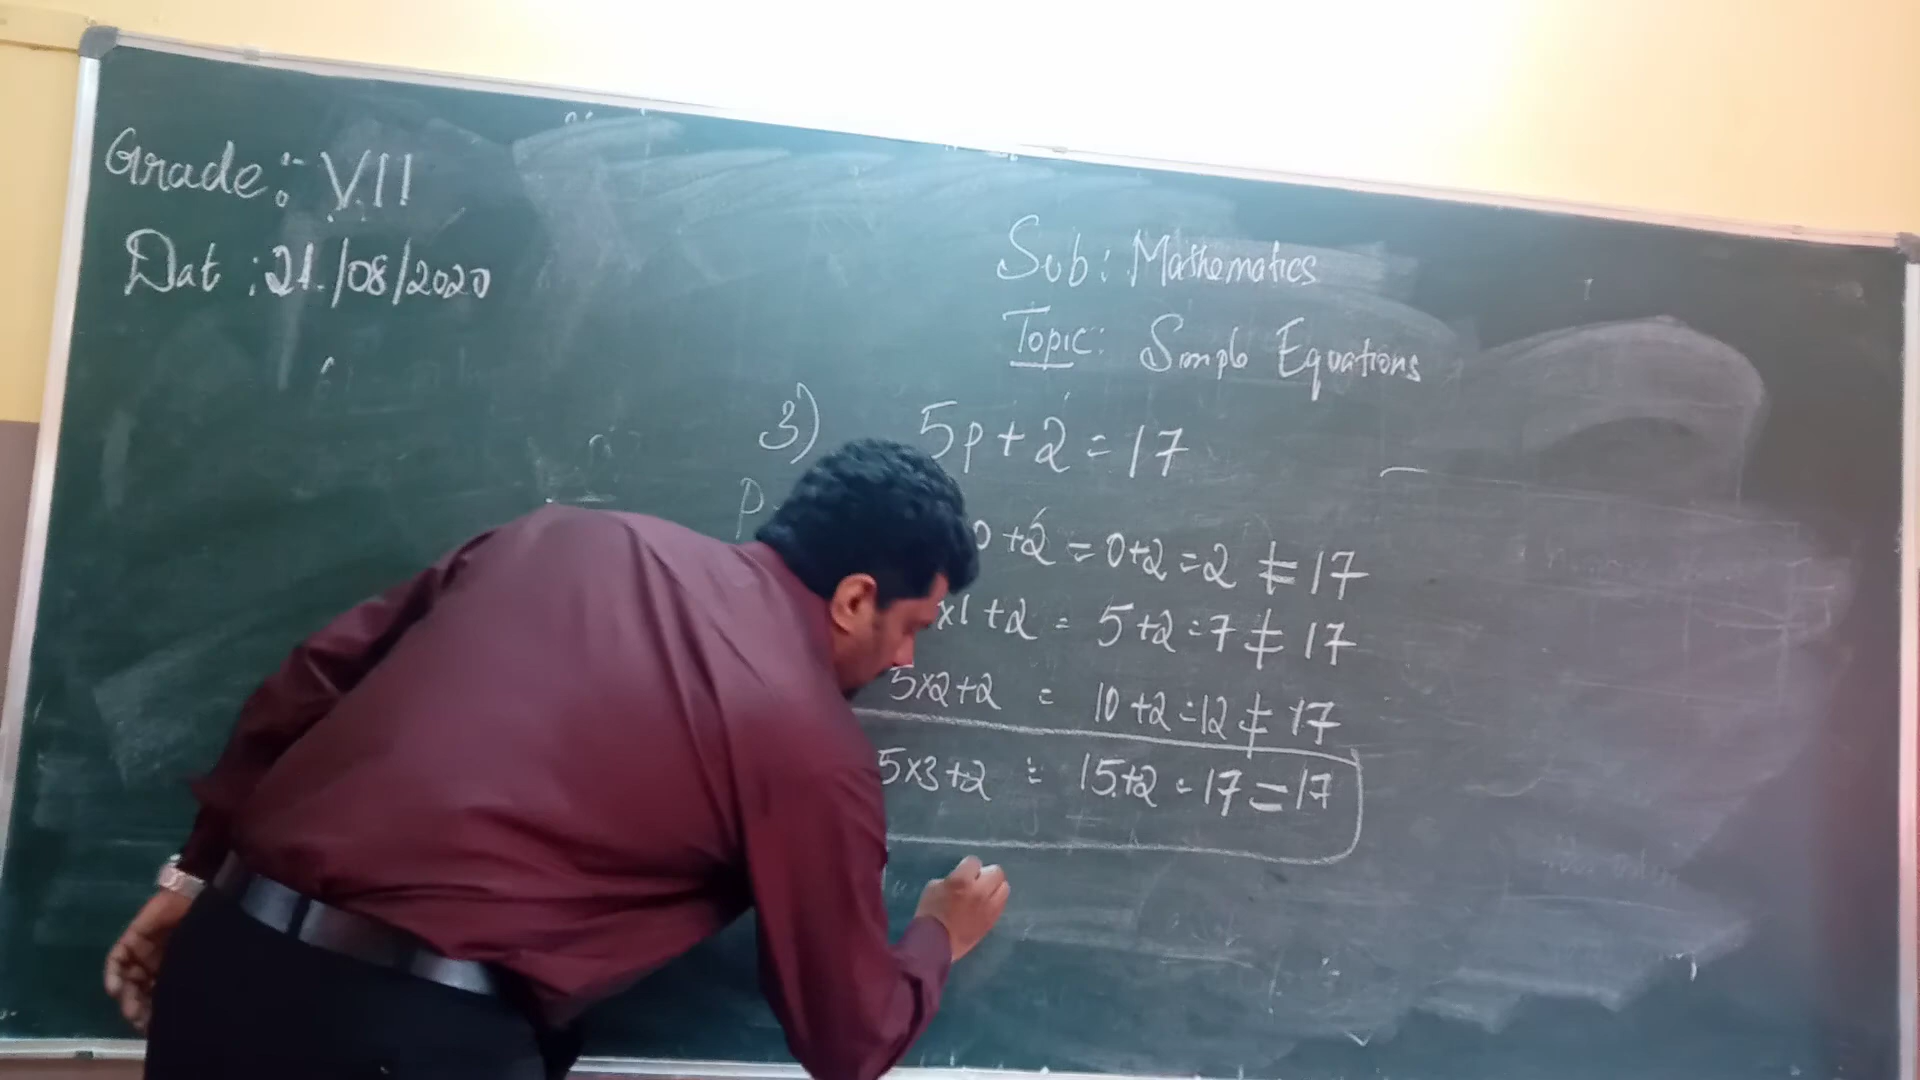 Grade: VII
Dat : 21/08/2020
Sub: Mathematics
Topic: Simple Equations
3) 5p+2=17
P
0+2 = 0+2 = 2 ≠ 17
x1+2 = 5+2 = 7 ≠ 17
5x2+2 = 10+2 = 12 ≠ 17
5x3+2 = 15+2 = 17 = 17